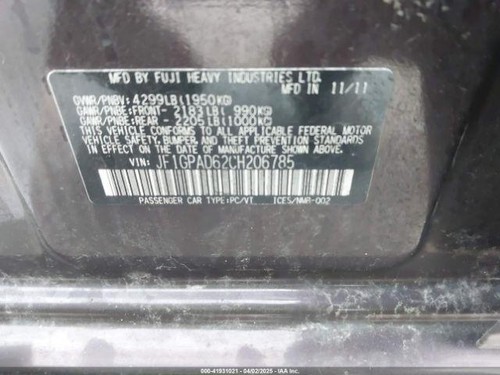 MFD BY FUJI HEAVY INDUSTRIES LTD.
MFD IN 11/11
GVWR/PNBV: 4299LB(1950KG)
GAWR/PNBE:FRONT- 2183LB( 990KG)
GAWR/PNBE:REAR - 2205LB(1000KG)
THIS VEHICLE CONFORMS TO ALL APPLICABLE FEDERAL MOTOR
VEHICLE SAFETY, BUMPER, AND THEFT PREVENTION STANDARDS
IN EFFECT ON THE DATE OF MANUFACTURE SHOWN ABOVE.
VIN: JF1GPAD62CH206785
PASSENGER CAR TYPE:PC/VT ICES/NMB-002
000-41931021 - 04/02/2025 - IAA Inc.